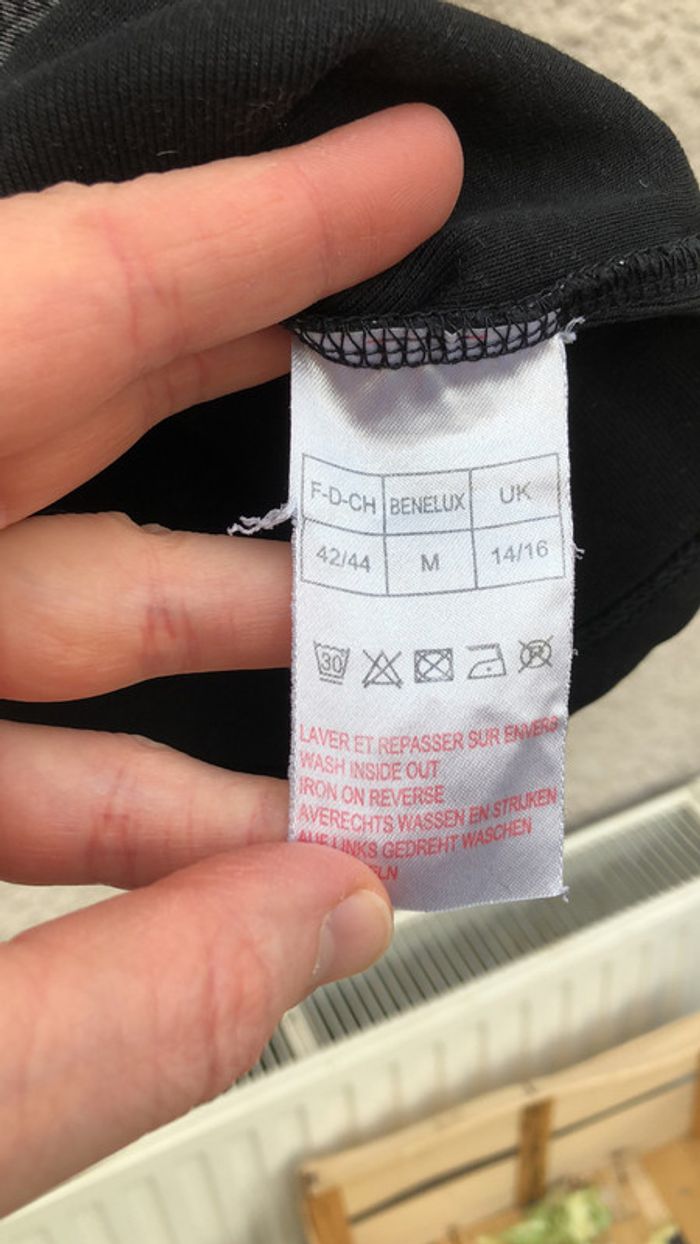 F-D-CH BENELUX UK
42/44 M 14/16
30
LAVER ET REPASSER SUR ENVERS
WASH INSIDE OUT
IRON ON REVERSE
AVERECHTS WASSEN EN STRIJKEN
AUF LINKS GEDREHT WASCHEN